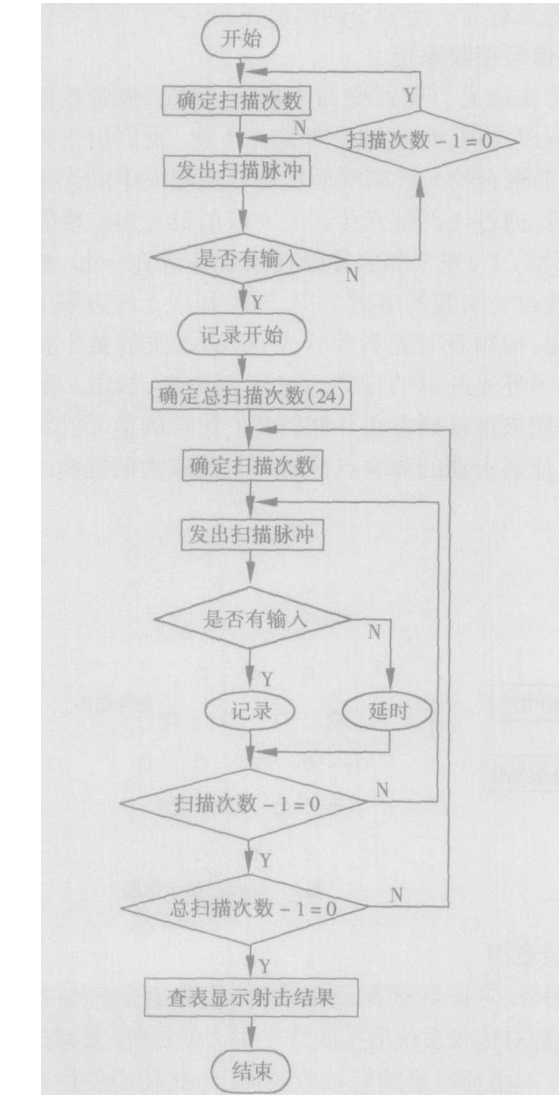 开始
确定扫描次数
Y
N
扫描次数-1=0
发出扫描脉冲
是否有输入
N
Y
记录开始
确定总扫描次数(24)
确定扫描次数
发出扫描脉冲
是否有输入
N
Y
记录
延时
扫描次数-1=0
N
Y
总扫描次数-1=0
N
Y
查表显示射击结果
结束